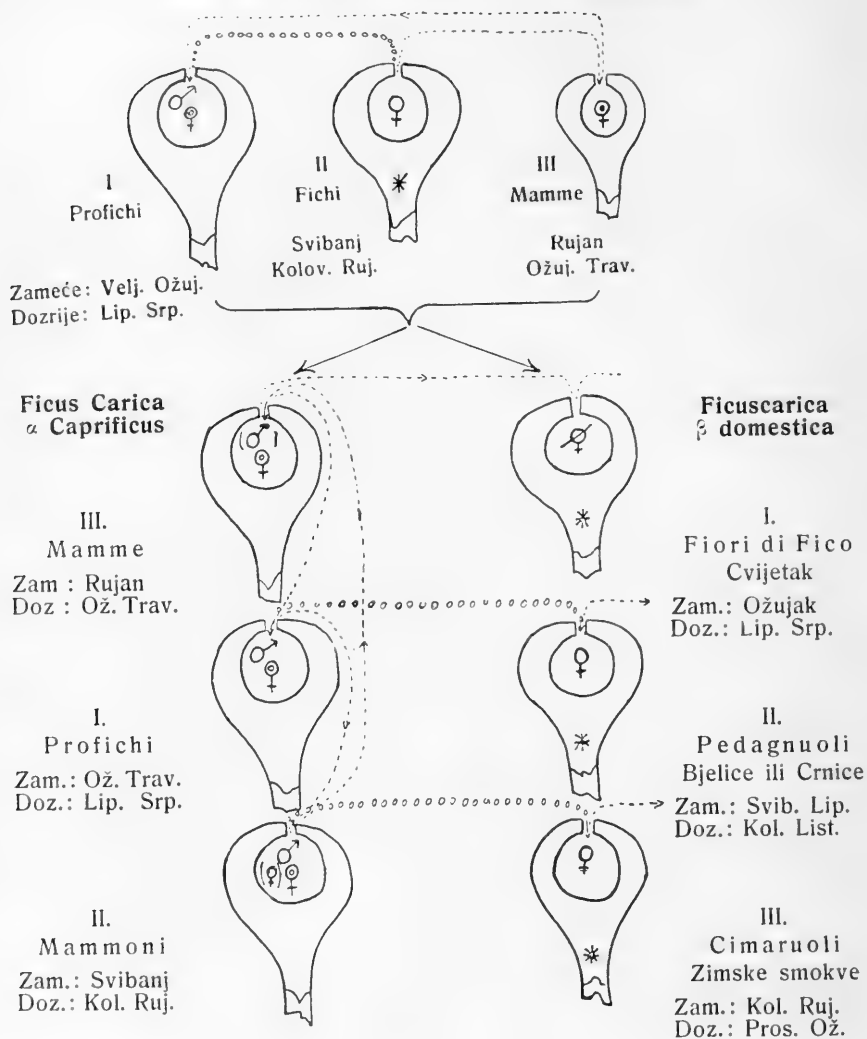 I
Profichi
Zameće: Velj. Ožuj.
Dozrije: Lip. Srp.
II
Fichi
Svibanj
Kolov. Ruj.
III
Mamme
Rujan
Ožuj. Trav.
Ficus Carica
α Caprificus
III.
Mamme
Zam : Rujan
Doz : Ož. Trav.
I.
Profichi
Zam.: Ož. Trav.
Doz.: Lip. Srp.
II.
Mammoni
Zam.: Svibanj
Doz.: Kol. Ruj.
Ficuscarica
β domestica
I.
Fiori di Fico
Cvijetak
Zam.: Ožujak
Doz.: Lip. Srp.
II.
Pedagnuoli
Bjelice ili Crnice
Zam.: Svib. Lip.
Doz.: Kol. List.
III.
Cimaruoli
Zimske smokve
Zam.: Kol. Ruj.
Doz.: Pros. Ož.